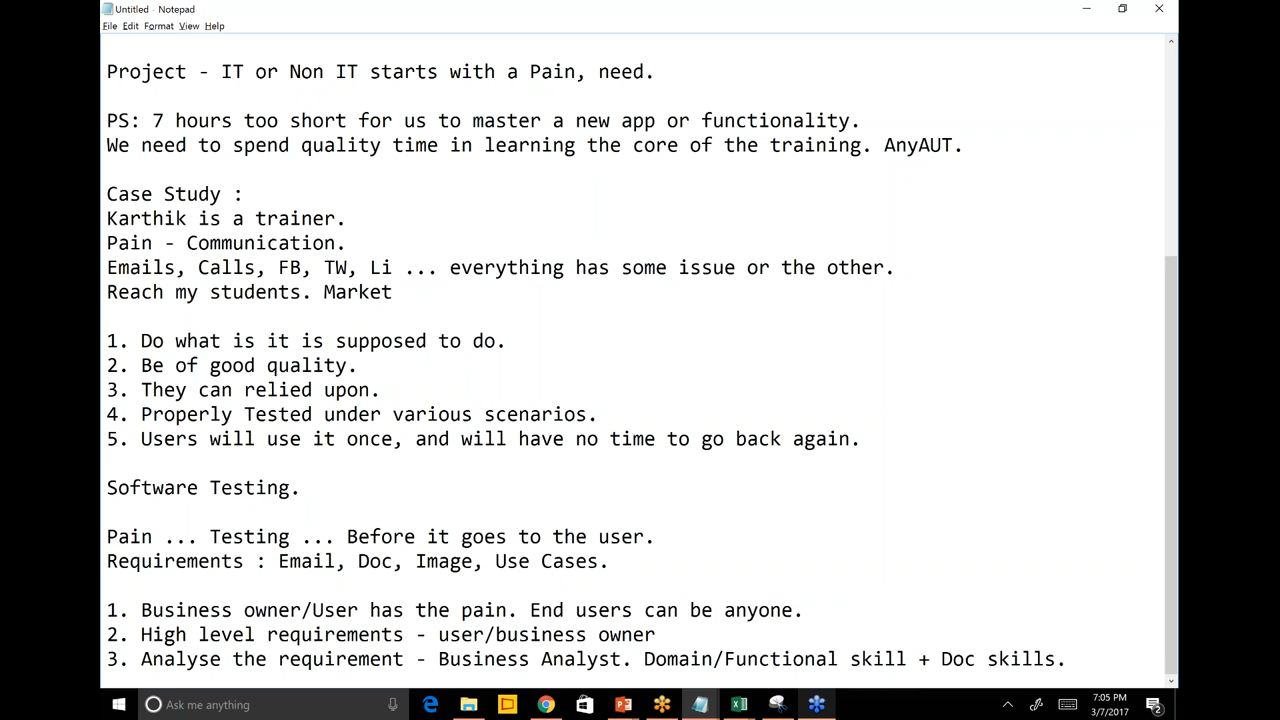 Untitled - Notepad
File Edit Format View Help
Project - IT or Non IT starts with a Pain, need.
PS: 7 hours too short for us to master a new app or functionality.
We need to spend quality time in learning the core of the training. AnyAUT.
Case Study :
Karthik is a trainer.
Pain - Communication.
Emails, Calls, FB, TW, Li ... everything has some issue or the other.
Reach my students. Market
1. Do what is it is supposed to do.
2. Be of good quality.
3. They can relied upon.
4. Properly Tested under various scenarios.
5. Users will use it once, and will have no time to go back again.
Software Testing.
Pain ... Testing ... Before it goes to the user.
Requirements : Email, Doc, Image, Use Cases.
1. Business owner/User has the pain. End users can be anyone.
2. High level requirements - user/business owner
3. Analyse the requirement - Business Analyst. Domain/Functional skill + Doc skills.
Ask me anything
7:05 PM
3/7/2017
2